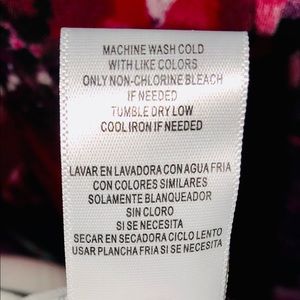 MACHINE WASH COLD
WITH LIKE COLORS
ONLY NON-CHLORINE BLEACH
IF NEEDED
TUMBLE DRY LOW
COOL IRON IF NEEDED
LAVAR EN LAVADORA CON AGUA FRIA
CON COLORES SIMILARES
SOLAMENTE BLANQUEADOR
SIN CLORO
SI SE NECESITA
SECAR EN SECADORA CICLO LENTO
USAR PLANCHA FRIA SI SE NECESITA